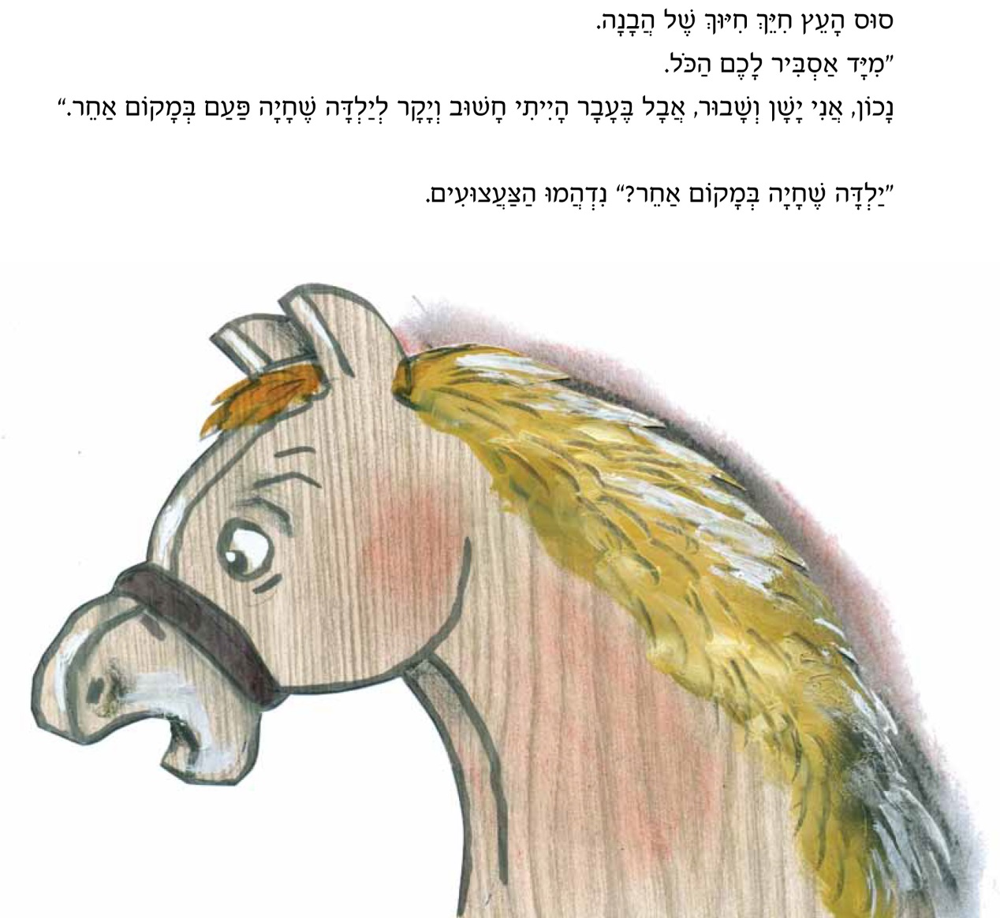 סוּס הָעֵץ חִיֵּךְ חִיּוּךְ שֶׁל הֲבָנָה.
”מִיָּד אַסְבִּיר לָכֶם הַכֹּל.
נָכוֹן, אֲנִי יָשָׁן וְשָׁבוּר, אֲבָל בֶּעָבָר הָיִיתִי חָשׁוּב וְיָקָר לְיַלְדָּה שֶׁחָיָה פַּעַם בְּמָקוֹם אַחֵר.“
”יַלְדָּה שֶׁחָיָה בְּמָקוֹם אַחֵר?“ נִדְהֲמוּ הַצַּעֲצוּעִים.